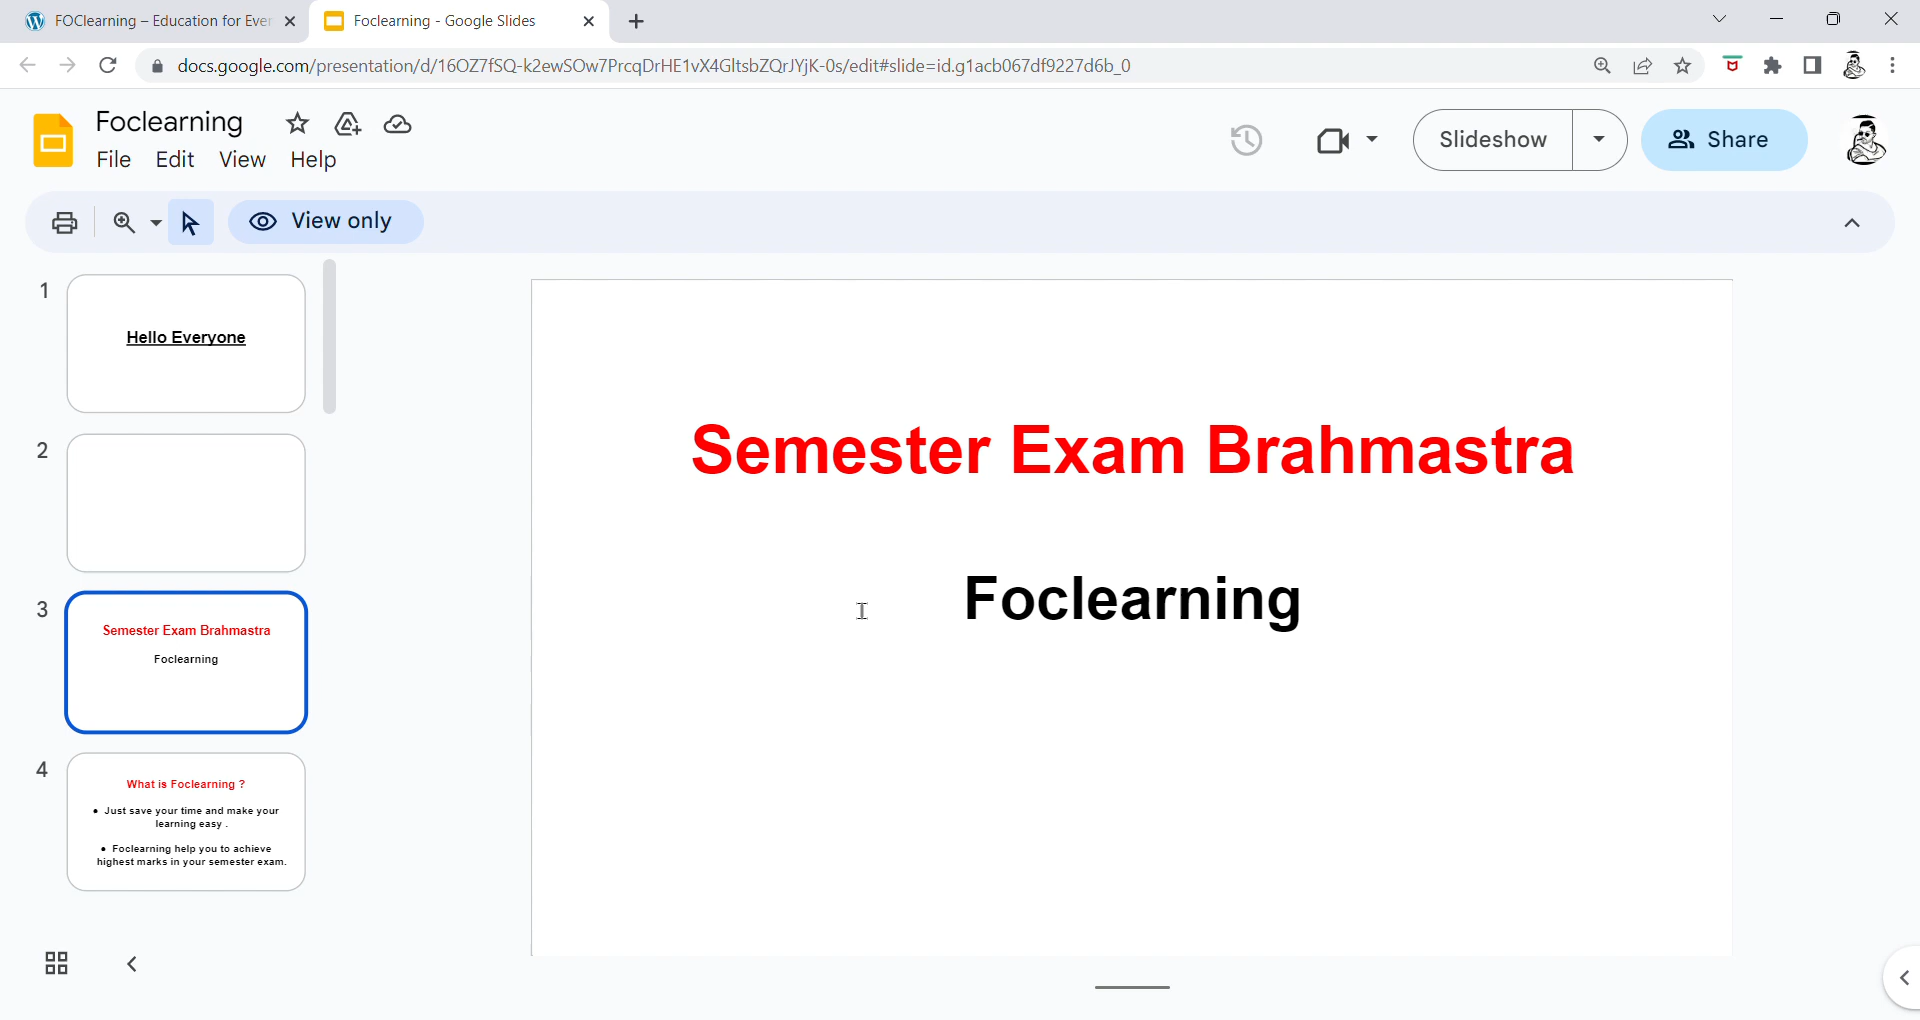 FOClearning – Education for Ever
Foclearning - Google Slides
docs.google.com/presentation/d/16OZ7fSQ-k2ewSOw7PrcqDrHE1vX4GltsbZQrJYjK-0s/edit#slide=id.g1acb067df9227d6b_0
Foclearning
File Edit View Help
Slideshow
Share
View only
1
Hello Everyone
2
3
Semester Exam Brahmastra
Foclearning
4
What is Foclearning ?
• Just save your time and make your
learning easy .
• Foclearning help you to achieve
highest marks in your semester exam.
Semester Exam Brahmastra
Foclearning